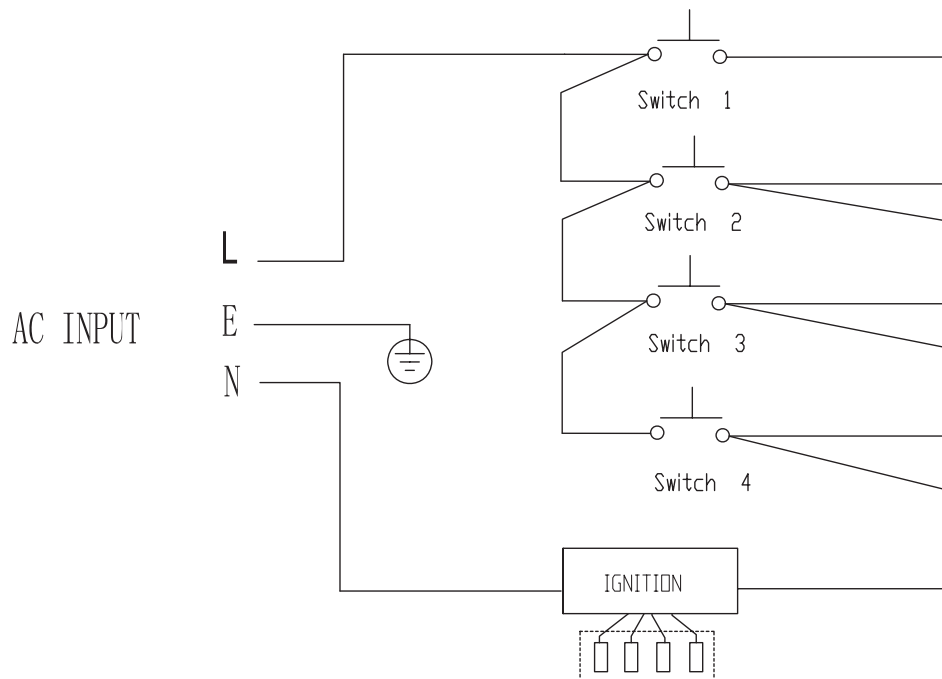 Switch 1
Switch 2
L
AC INPUT
E
Switch 3
N
Switch 4
IGNITION